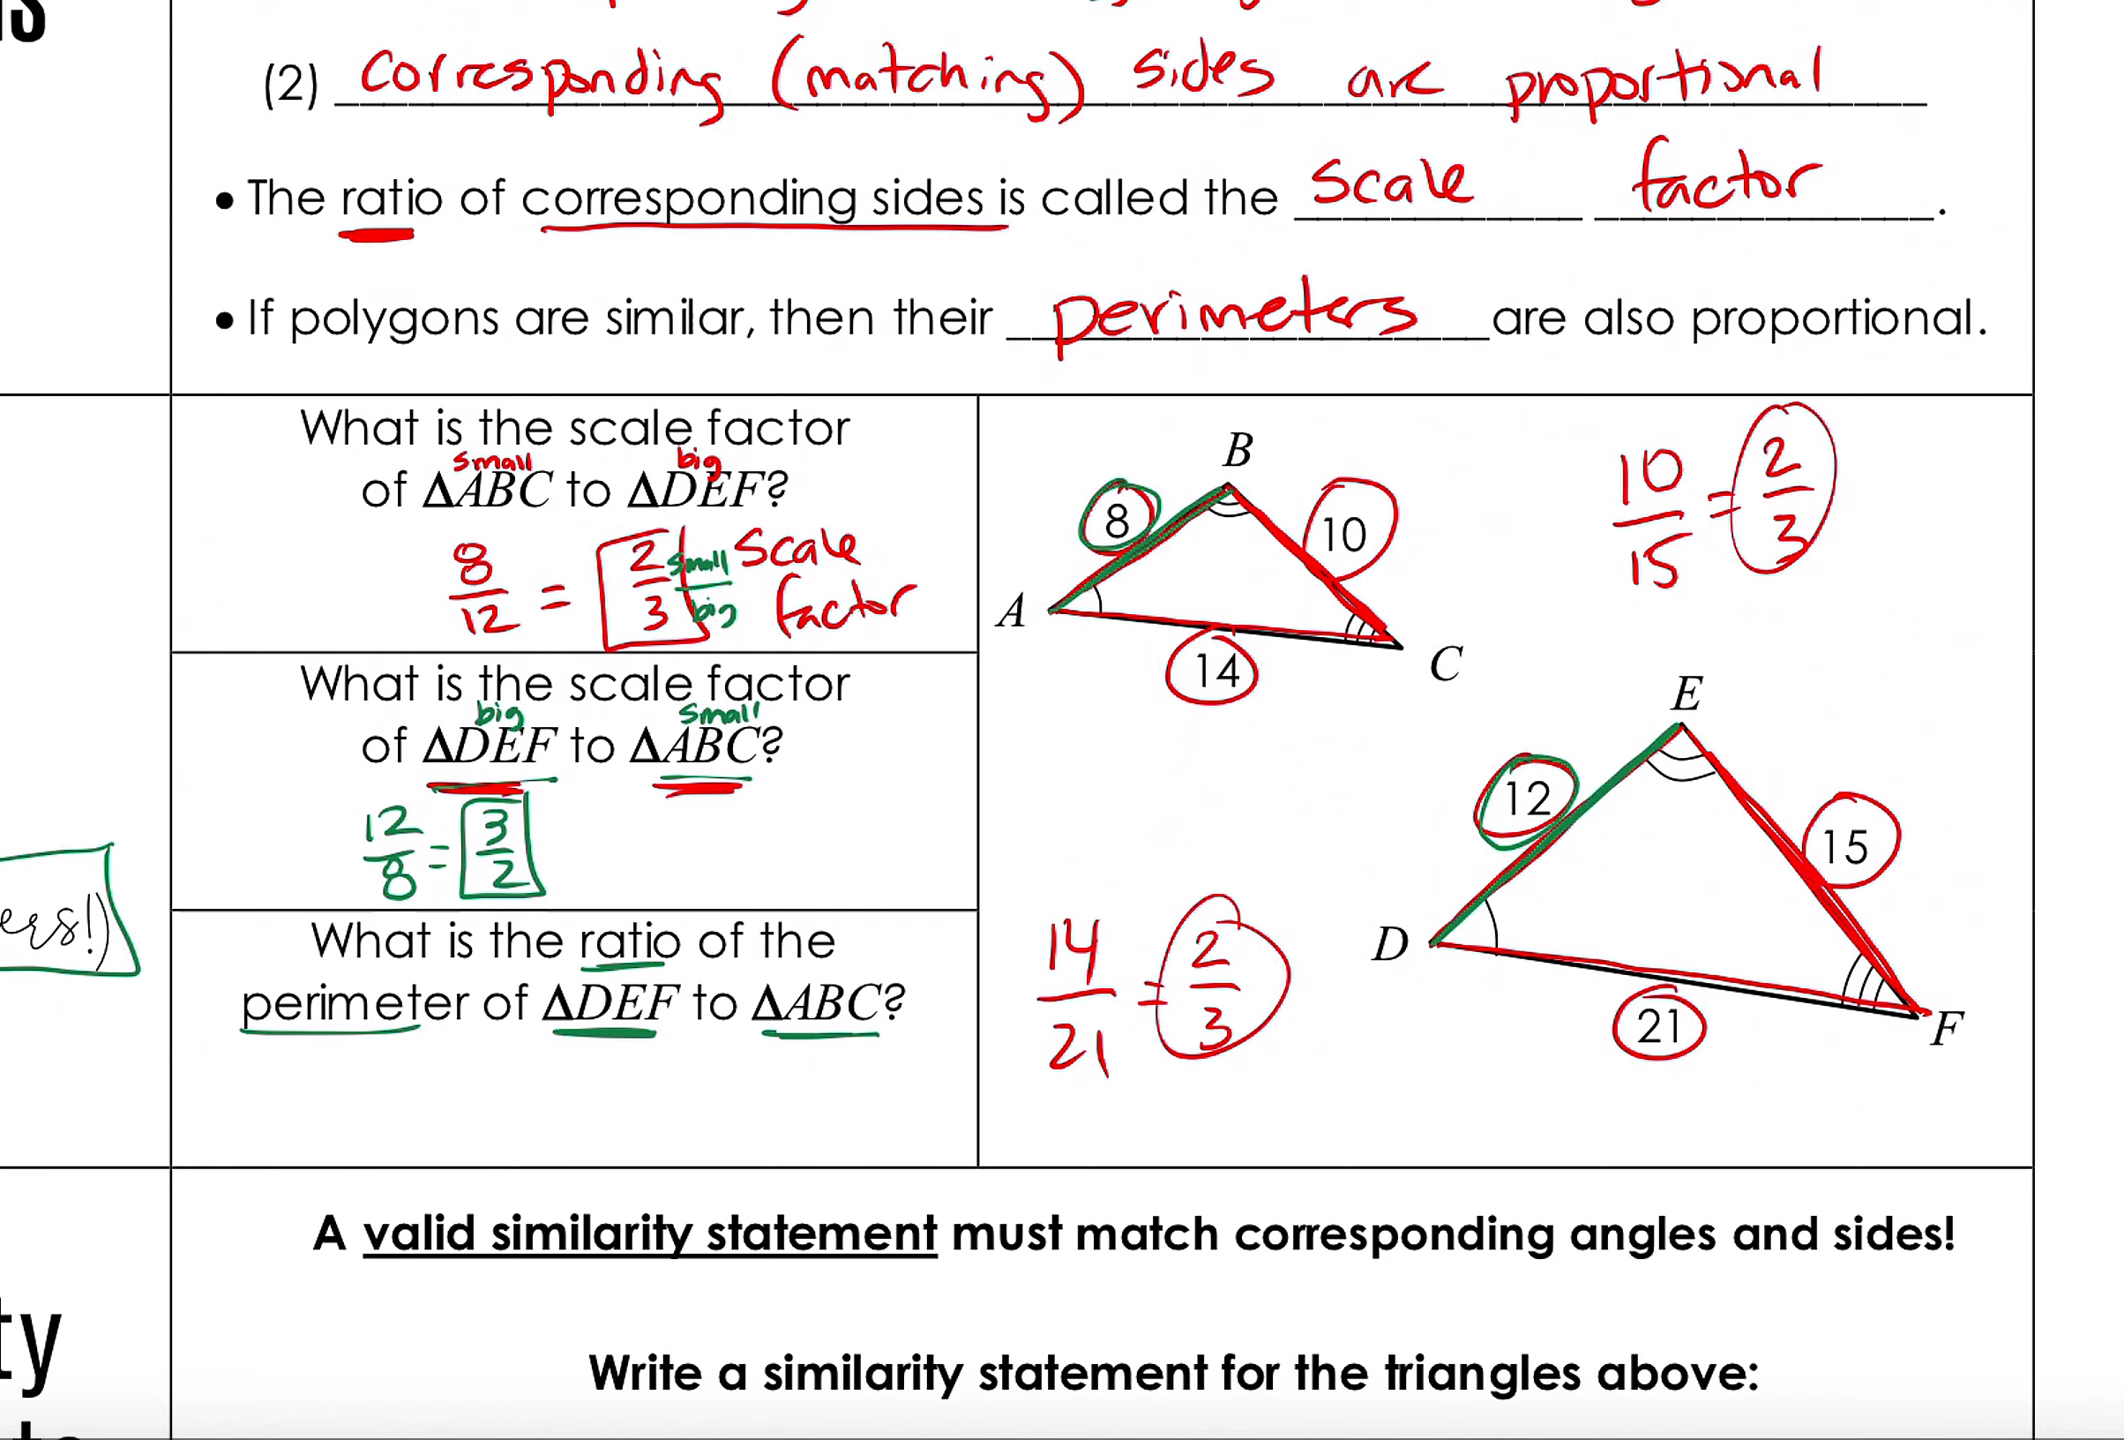 (2) corresponding (matching) sides are proportional
• The ratio of corresponding sides is called the scale factor.
• If polygons are similar, then their perimeters are also proportional.
What is the scale factor
small big
of ΔABC to ΔDEF?
8/12 = 2/3 small/big scale factor
What is the scale factor
big small
of ΔDEF to ΔABC?
12/8 = 3/2
ers!)
What is the ratio of the
perimeter of ΔDEF to ΔABC?
B
8
10
A
14
C
10/15 = 2/3
E
12
15
D
21
F
14/21 = 2/3
A valid similarity statement must match corresponding angles and sides!
ty
Write a similarity statement for the triangles above: